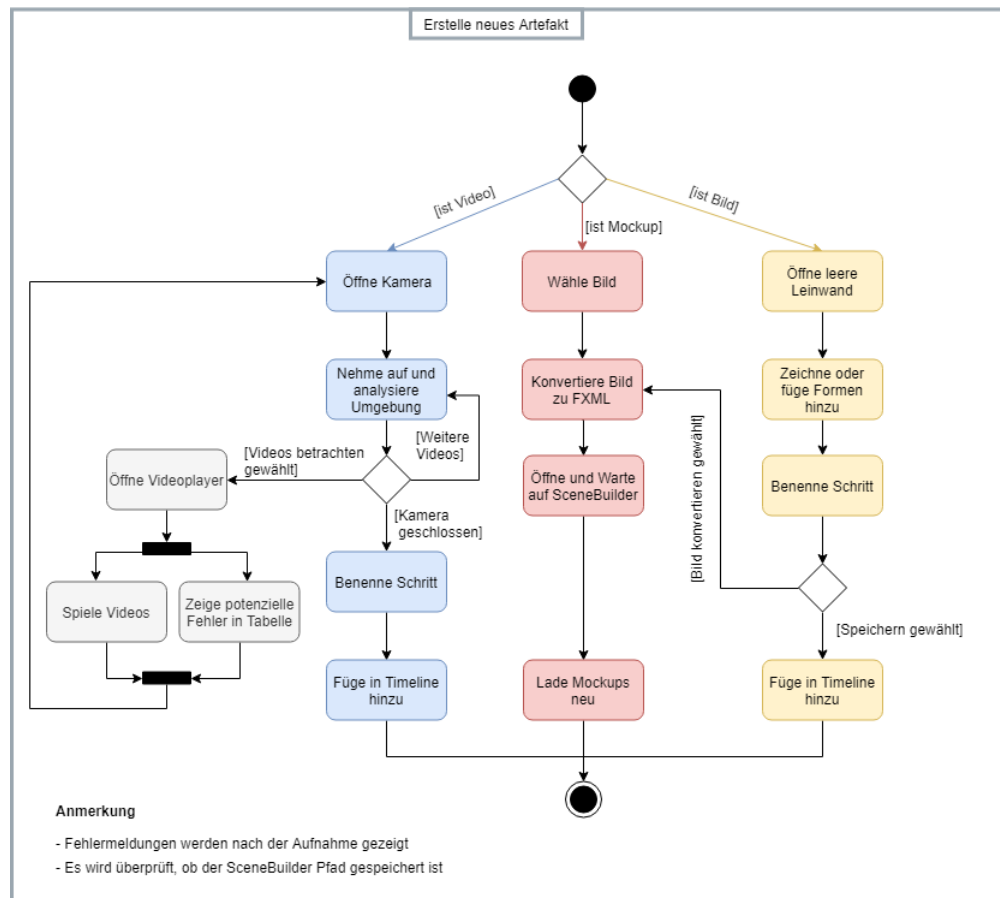 Erstelle neues Artefakt
[ist Video]
[ist Mockup]
[ist Bild]
Öffne Kamera
Wähle Bild
Öffne leere
Leinwand
Nehme auf und
analysiere
Umgebung
Konvertiere Bild
zu FXML
Zeichne oder
füge Formen
hinzu
[Weitere
Videos]
[Videos betrachten
gewählt]
[Bild konvertieren gewählt]
Öffne Videoplayer
Öffne und Warte
auf SceneBuilder
Benenne Schritt
[Kamera
geschlossen]
Spiele Videos
Zeige potenzielle
Fehler in Tabelle
Benenne Schritt
[Speichern gewählt]
Füge in Timeline
hinzu
Lade Mockups
neu
Füge in Timeline
hinzu
Anmerkung
- Fehlermeldungen werden nach der Aufnahme gezeigt
- Es wird überprüft, ob der SceneBuilder Pfad gespeichert ist